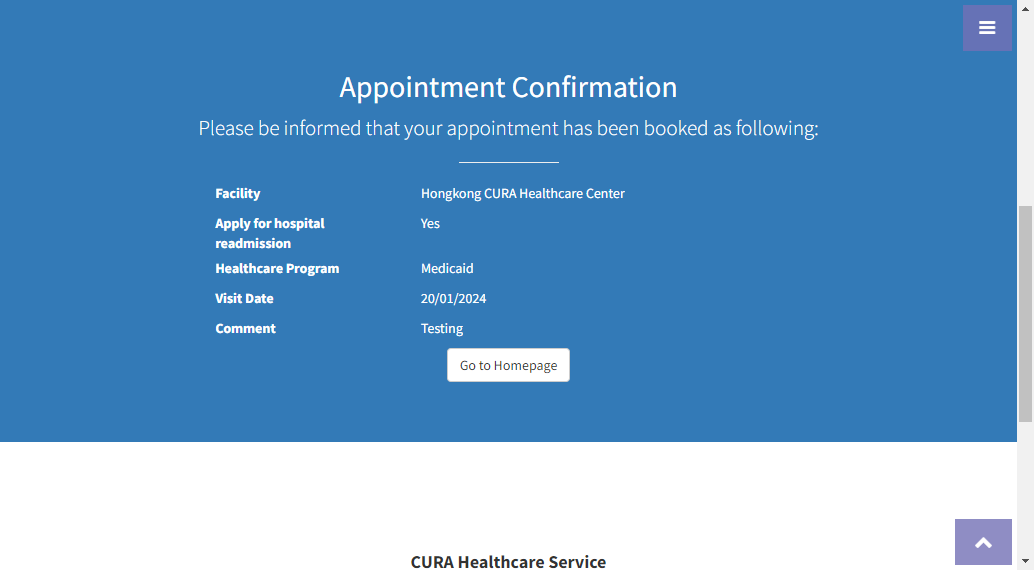 Appointment Confirmation
Please be informed that your appointment has been booked as following:
Facility Hongkong CURA Healthcare Center
Apply for hospital Yes
readmission
Healthcare Program Medicaid
Visit Date 20/01/2024
Comment Testing
Go to Homepage
CURA Healthcare Service